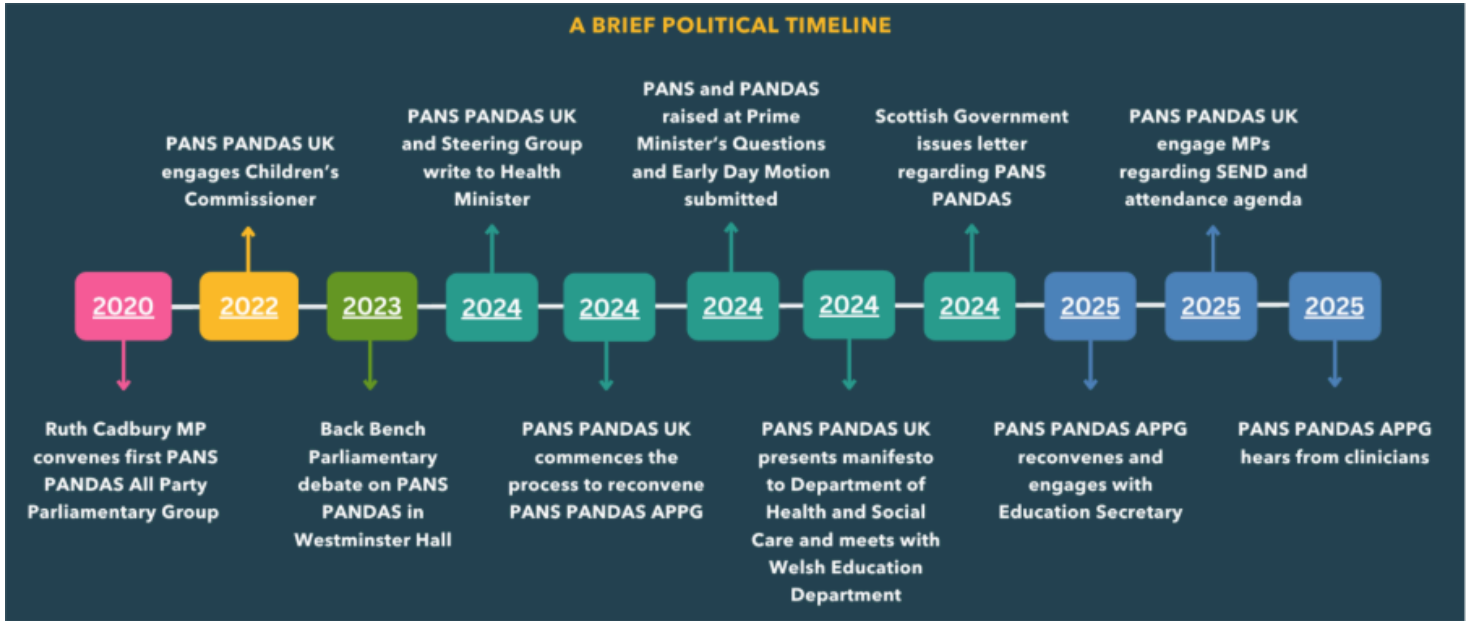 A BRIEF POLITICAL TIMELINE
2020
Ruth Cadbury MP
convenes first PANS
PANDAS All Party
Parliamentary Group
PANS PANDAS UK
engages Children’s
Commissioner
2022
2023
Back Bench
Parliamentary
debate on PANS
PANDAS in
Westminster Hall
PANS PANDAS UK
and Steering Group
write to Health
Minister
2024
2024
PANS PANDAS UK
commences the
process to reconvene
PANS PANDAS APPG
PANS and PANDAS
raised at Prime
Minister’s Questions
and Early Day Motion
submitted
2024
2024
PANS PANDAS UK
presents manifesto
to Department of
Health and Social
Care and meets with
Welsh Education
Department
Scottish Government
issues letter
regarding PANS
PANDAS
2024
2025
PANS PANDAS APPG
reconvenes and
engages with
Education Secretary
PANS PANDAS UK
engage MPs
regarding SEND and
attendance agenda
2025
2025
PANS PANDAS APPG
hears from clinicians